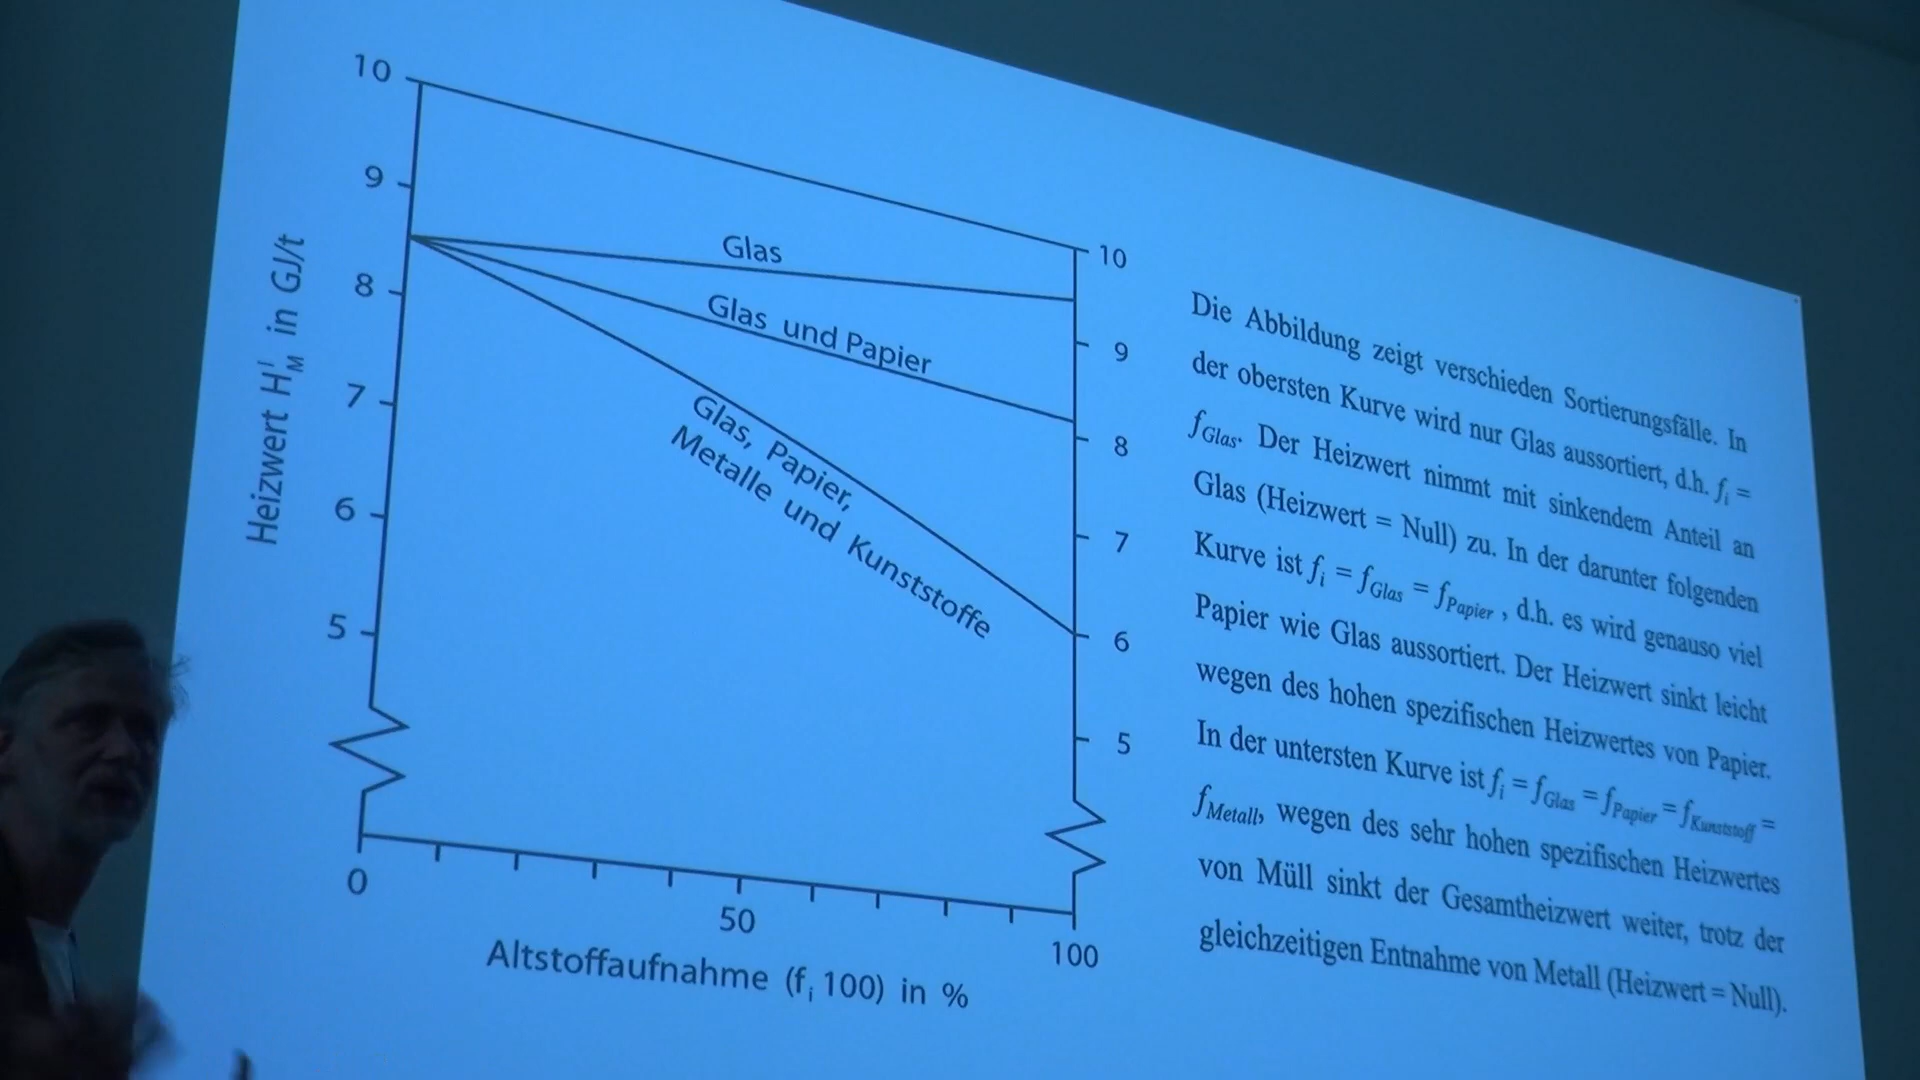 10
9
8
7
6
5
Heizwert H'M in GJ/t
Glas
Glas und Papier
Glas, Papier,
Metalle und Kunststoffe
10
9
8
7
6
5
0
50
100
Altstoffaufnahme (fi 100) in %
Die Abbildung zeigt verschieden Sortierungsfälle. In
der obersten Kurve wird nur Glas aussortiert, d.h. fi =
fGlas. Der Heizwert nimmt mit sinkendem Anteil an
Glas (Heizwert = Null) zu. In der darunter folgenden
Kurve ist fi = fGlas = fPapier , d.h. es wird genauso viel
Papier wie Glas aussortiert. Der Heizwert sinkt leicht
wegen des hohen spezifischen Heizwertes von Papier.
In der untersten Kurve ist fi = fGlas = fPapier = fKunststoff =
fMetall, wegen des sehr hohen spezifischen Heizwertes
von Müll sinkt der Gesamtheizwert weiter, trotz der
gleichzeitigen Entnahme von Metall (Heizwert = Null).